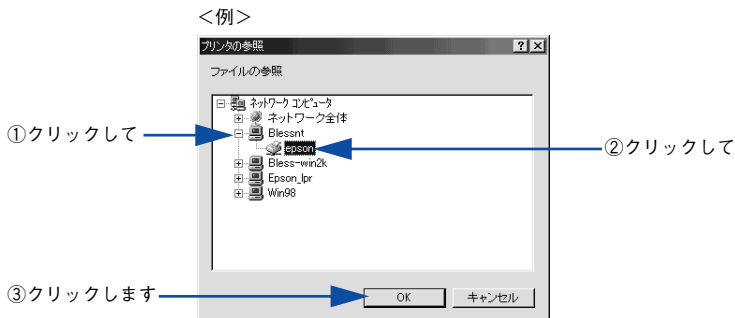 ＜例＞
プリンタの参照
ファイルの参照
ネットワーク コンピュータ
ネットワーク全体
①クリックして
Blessnt
epson
②クリックして
Bless-win2k
Epson_lpr
Win98
③クリックします
OK
キャンセル